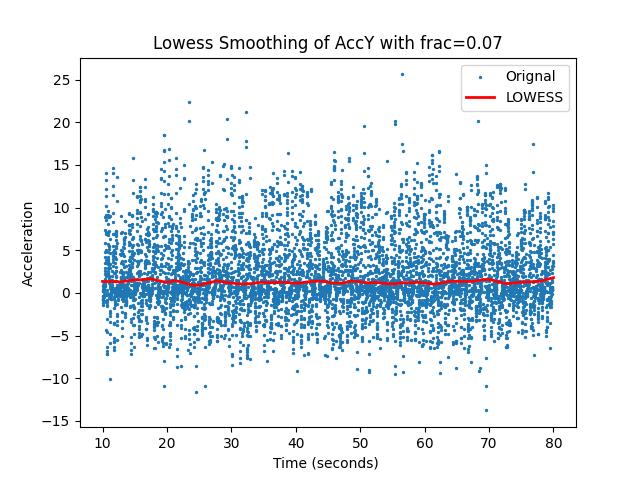 Lowess Smoothing of AccY with frac=0.07
Orignal
LOWESS
25
20
15
10
5
0
−5
−10
−15
Acceleration
10 20 30 40 50 60 70 80
Time (seconds)